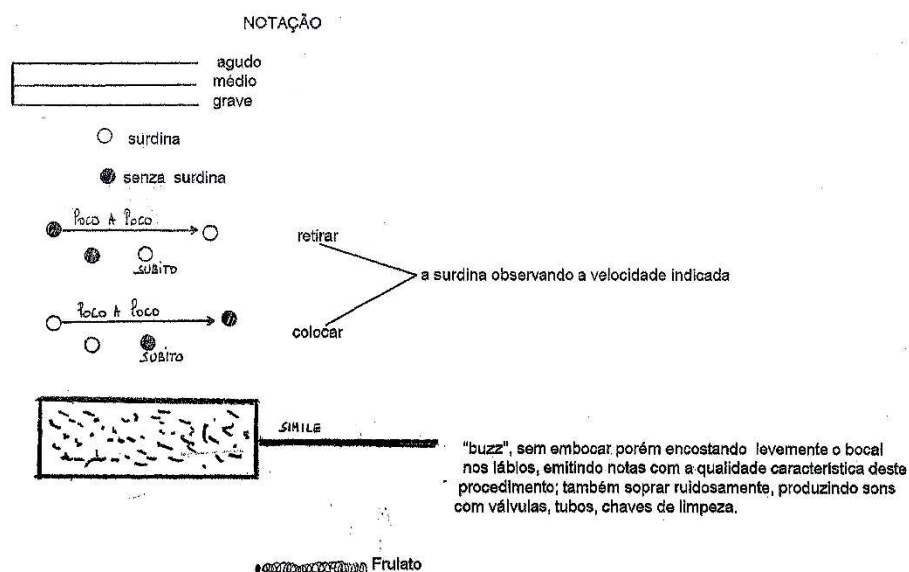 NOTAÇÃO
agudo
médio
grave
surdina
senza surdina
POCO A POCO
SUBITO
retirar
a surdina observando a velocidade indicada
POCO A POCO
SUBITO
colocar
SIMILE
"buzz", sem embocar porém encostando levemente o bocal
nos lábios, emitindo notas com a qualidade característica deste
procedimento; também soprar ruidosamente, produzindo sons
com válvulas, tubos, chaves de limpeza.
Frulato